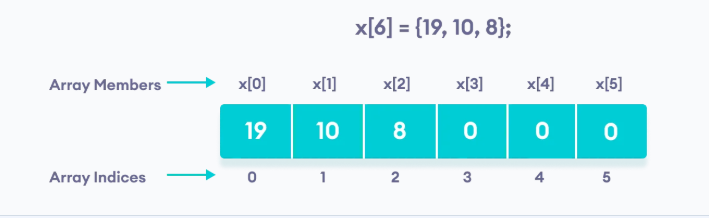 x[6] = {19, 10, 8};
Array Members x[0] x[1] x[2] x[3] x[4] x[5]
19 10 8 0 0 0
Array Indices 0 1 2 3 4 5